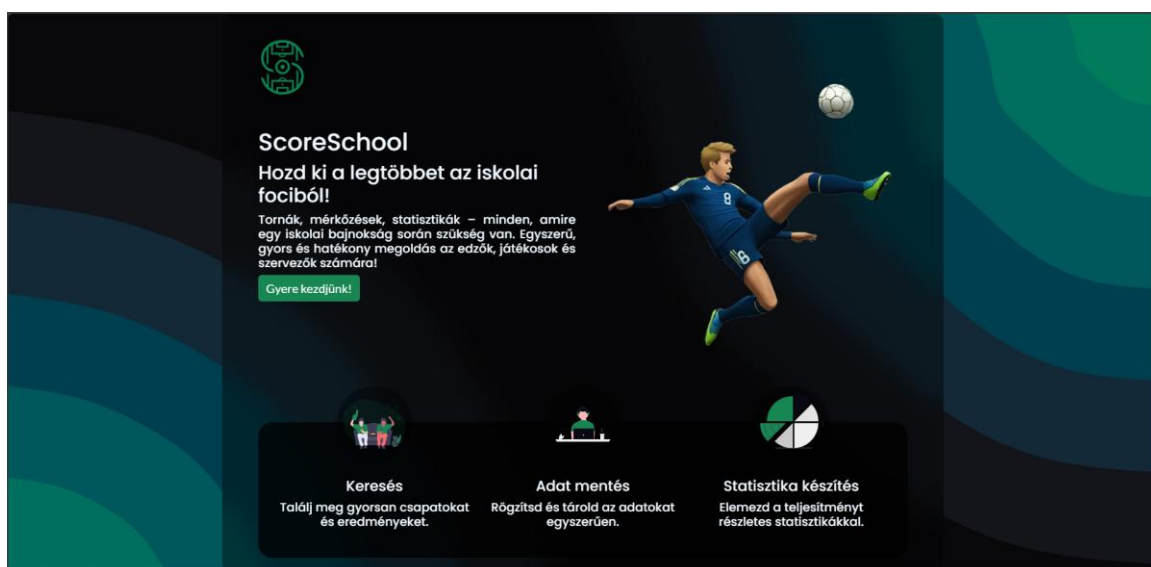 ScoreSchool
Hozd ki a legtöbbet az iskolai
fociból!
Tornák, mérkőzések, statisztikák – minden, amire
egy iskolai bajnokság során szükség van. Egyszerű,
gyors és hatékony megoldás az edzők, játékosok és
szervezők számára!
Gyere kezdjünk!
8
8
Keresés
Találj meg gyorsan csapatokat
és eredményeket.
Adat mentés
Rögzítsd és tárold az adatokat
egyszerűen.
Statisztika készítés
Elemezd a teljesítményt
részletes statisztikákkal.